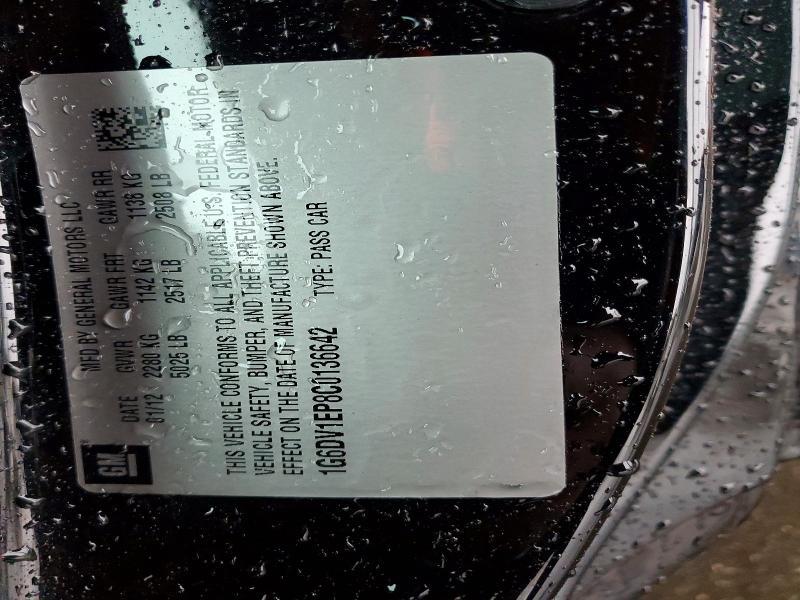 GM
MFD BY GENERAL MOTORS LLC
DATE GVWR GAWR FRT GAWR RR
01/12 2280 KG 1142 KG 1138 KG
5025 LB 2517 LB 2508 LB
THIS VEHICLE CONFORMS TO ALL APPLICABLE U.S. FEDERAL MOTOR
VEHICLE SAFETY, BUMPER, AND THEFT PREVENTION STANDARDS IN
EFFECT ON THE DATE OF MANUFACTURE SHOWN ABOVE.
1G6DV1EP8C0136642 TYPE: PASS CAR